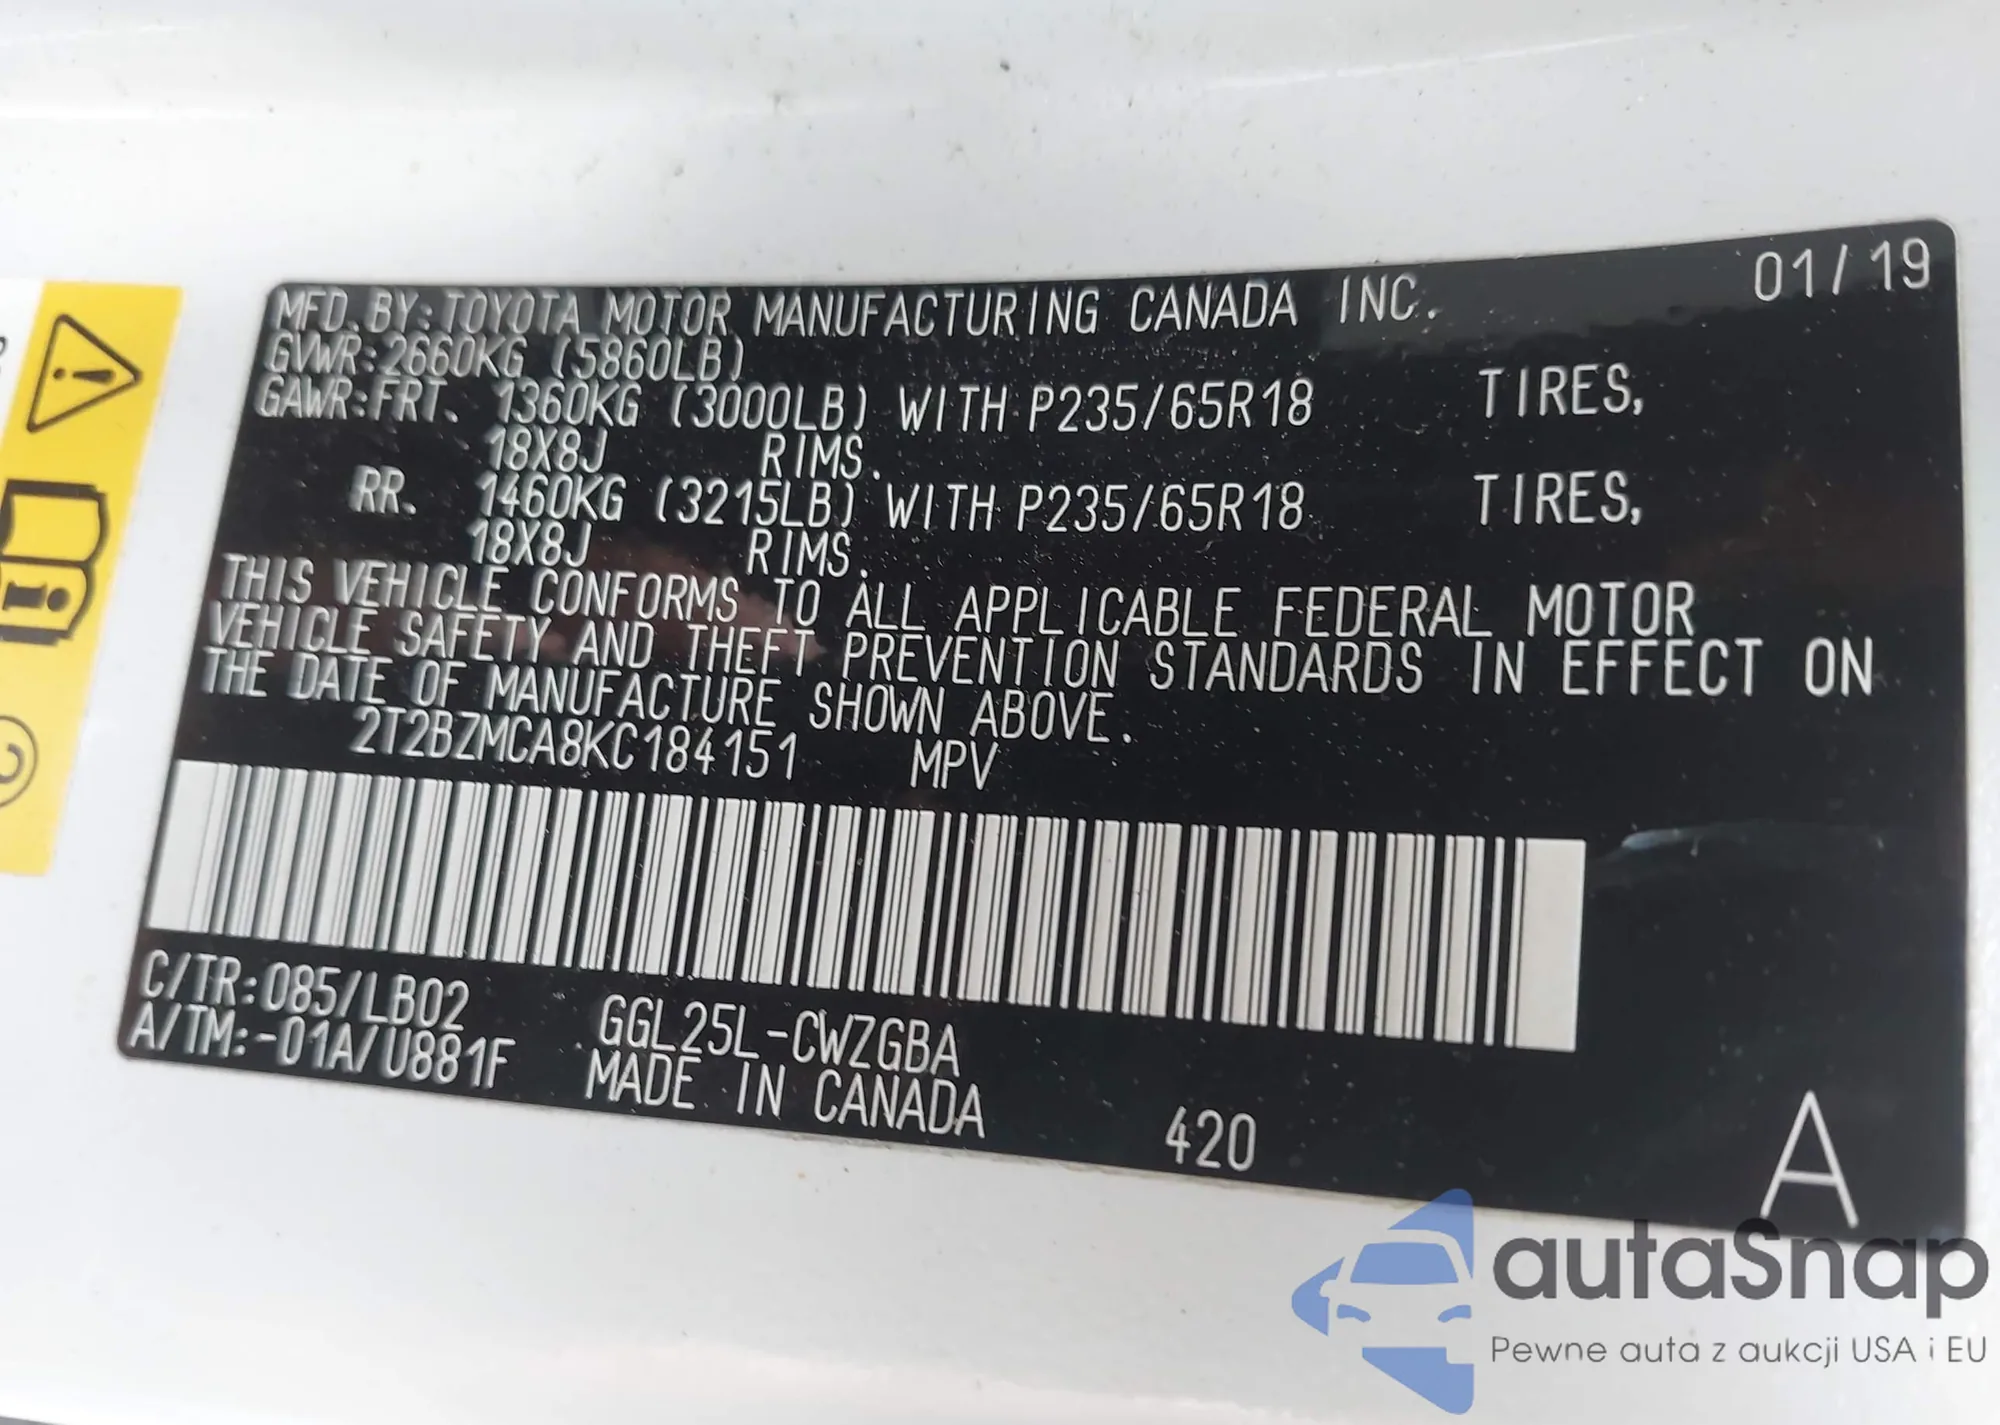 MFD. BY: TOYOTA MOTOR MANUFACTURING CANADA INC. 01/19
GVWR: 2660KG (5860LB)
GAWR: FRT. 1360KG (3000LB) WITH P235/65R18 TIRES,
18X8J RIMS.
RR. 1460KG (3215LB) WITH P235/65R18 TIRES,
18X8J RIMS.
THIS VEHICLE CONFORMS TO ALL APPLICABLE FEDERAL MOTOR
VEHICLE SAFETY AND THEFT PREVENTION STANDARDS IN EFFECT ON
THE DATE OF MANUFACTURE SHOWN ABOVE.
2T2BZMCA8KC184151 MPV
C/TR: 085/LB02 GGL25L-CWZGBA
A/TM: -01A/U881F MADE IN CANADA 420 A
autaSnap
Pewne auta z aukcji USA i EU